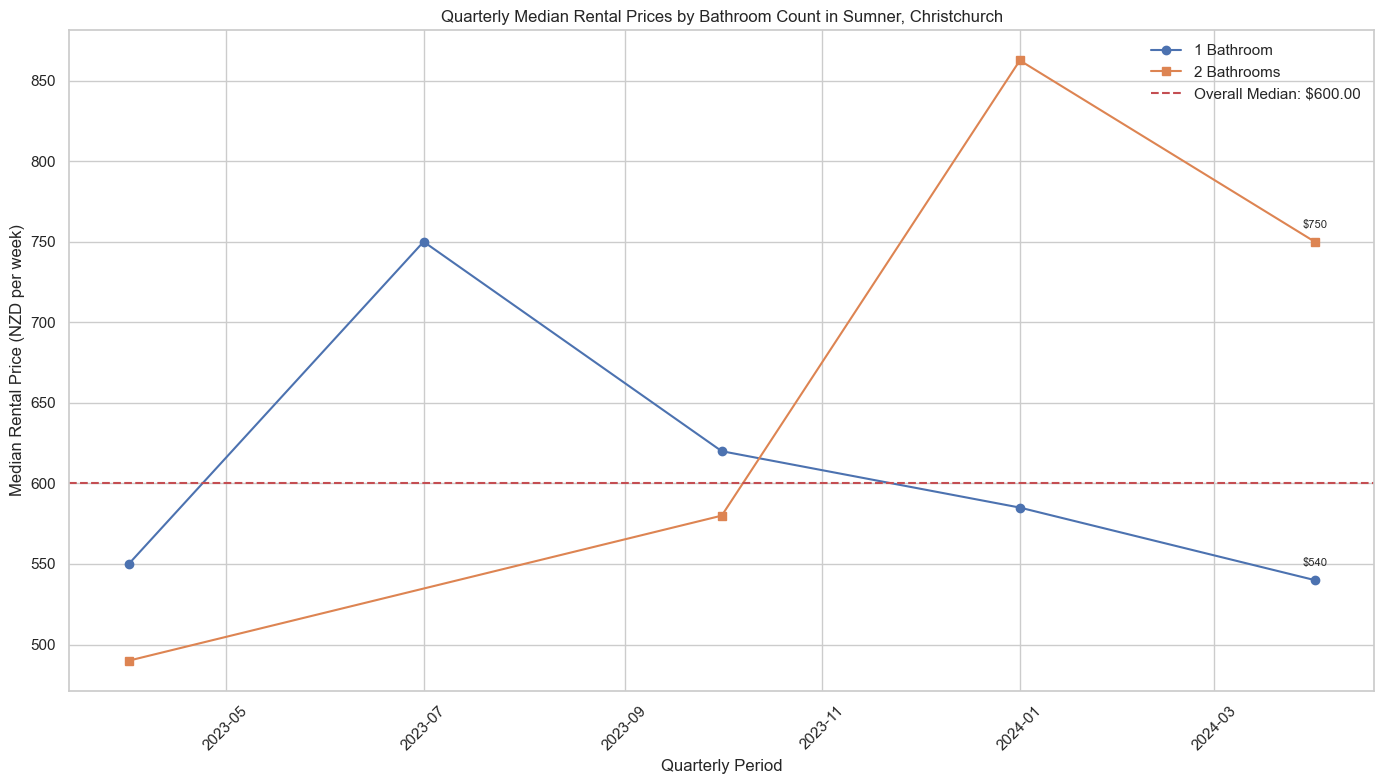 Quarterly Median Rental Prices by Bathroom Count in Sumner, Christchurch
1 Bathroom
2 Bathrooms
Overall Median: $600.00
Median Rental Price (NZD per week)
850
800
750
700
650
600
550
500
$750
$540
2023-05
2023-07
2023-09
2023-11
2024-01
2024-03
Quarterly Period